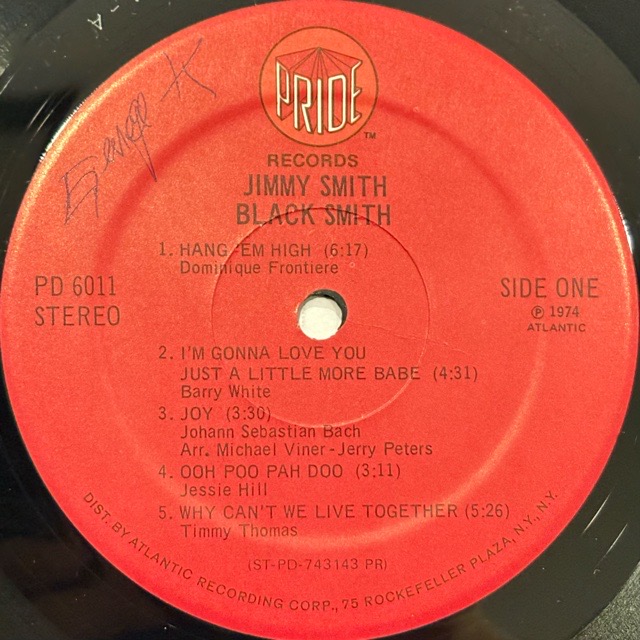 PRIDE
TM
RECORDS
JIMMY SMITH
BLACK SMITH
1. HANG 'EM HIGH (6:17)
Dominique Frontiere
PD 6011
STEREO
SIDE ONE
℗ 1974
ATLANTIC
2. I'M GONNA LOVE YOU
JUST A LITTLE MORE BABE (4:31)
Barry White
3. JOY (3:30)
Johann Sebastian Bach
Arr. Michael Viner-Jerry Peters
4. OOH POO PAH DOO (3:11)
Jessie Hill
5. WHY CAN'T WE LIVE TOGETHER (5:26)
Timmy Thomas
(ST-PD-743143 PR)
DIST. BY ATLANTIC RECORDING CORP., 75 ROCKEFELLER PLAZA, N.Y., N.Y.